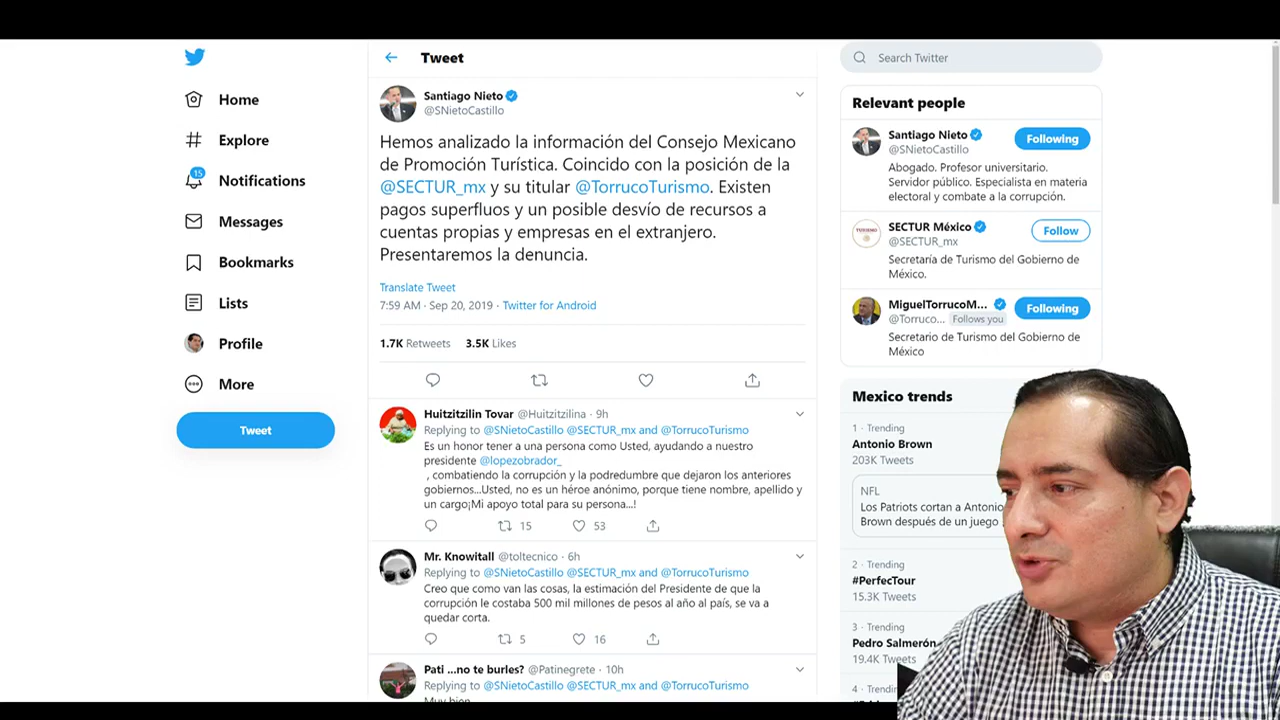 Home
Explore
15
Notifications
Messages
Bookmarks
Lists
Profile
More
Tweet
Tweet
Santiago Nieto
@SNietoCastillo
Hemos analizado la información del Consejo Mexicano
de Promoción Turística. Coincido con la posición de la
@SECTUR_mx y su titular @TorrucoTurismo. Existen
pagos superfluos y un posible desvío de recursos a
cuentas propias y empresas en el extranjero.
Presentaremos la denuncia.
Translate Tweet
7:59 AM · Sep 20, 2019 · Twitter for Android
1.7K Retweets 3.5K Likes
Huitzitzilin Tovar @Huitzitzilina · 9h
Replying to @SNietoCastillo @SECTUR_mx and @TorrucoTurismo
Es un honor tener a una persona como Usted, ayudando a nuestro
presidente @lopezobrador_
, combatiendo la corrupción y la podredumbre que dejaron los anteriores
gobiernos...Usted, no es un héroe anónimo, porque tiene nombre, apellido y
un cargo¡Mi apoyo total para su persona...!
15 53
Mr. Knowitall @toltecnico · 6h
Replying to @SNietoCastillo @SECTUR_mx and @TorrucoTurismo
Creo que como van las cosas, la estimación del Presidente de que la
corrupción le costaba 500 mil millones de pesos al año al país, se va a
quedar corta.
5 16
Pati ...no te burles? @Patinegrete · 10h
Replying to @SNietoCastillo @SECTUR_mx and @TorrucoTurismo
Muy bien
Search Twitter
Relevant people
Santiago Nieto
@SNietoCastillo
Following
Abogado. Profesor universitario.
Servidor público. Especialista en materia
electoral y combate a la corrupción.
SECTUR México
@SECTUR_mx
Follow
Secretaría de Turismo del Gobierno de
México.
MiguelTorrucoM...
@Torruco... Follows you
Following
Secretario de Turismo del Gobierno de
México
Mexico trends
1 · Trending
Antonio Brown
203K Tweets
NFL
Los Patriots cortan a Antonio
Brown después de un juego
2 · Trending
#PerfecTour
15.3K Tweets
3 · Trending
Pedro Salmerón
19.4K Tweets
4 · Trending